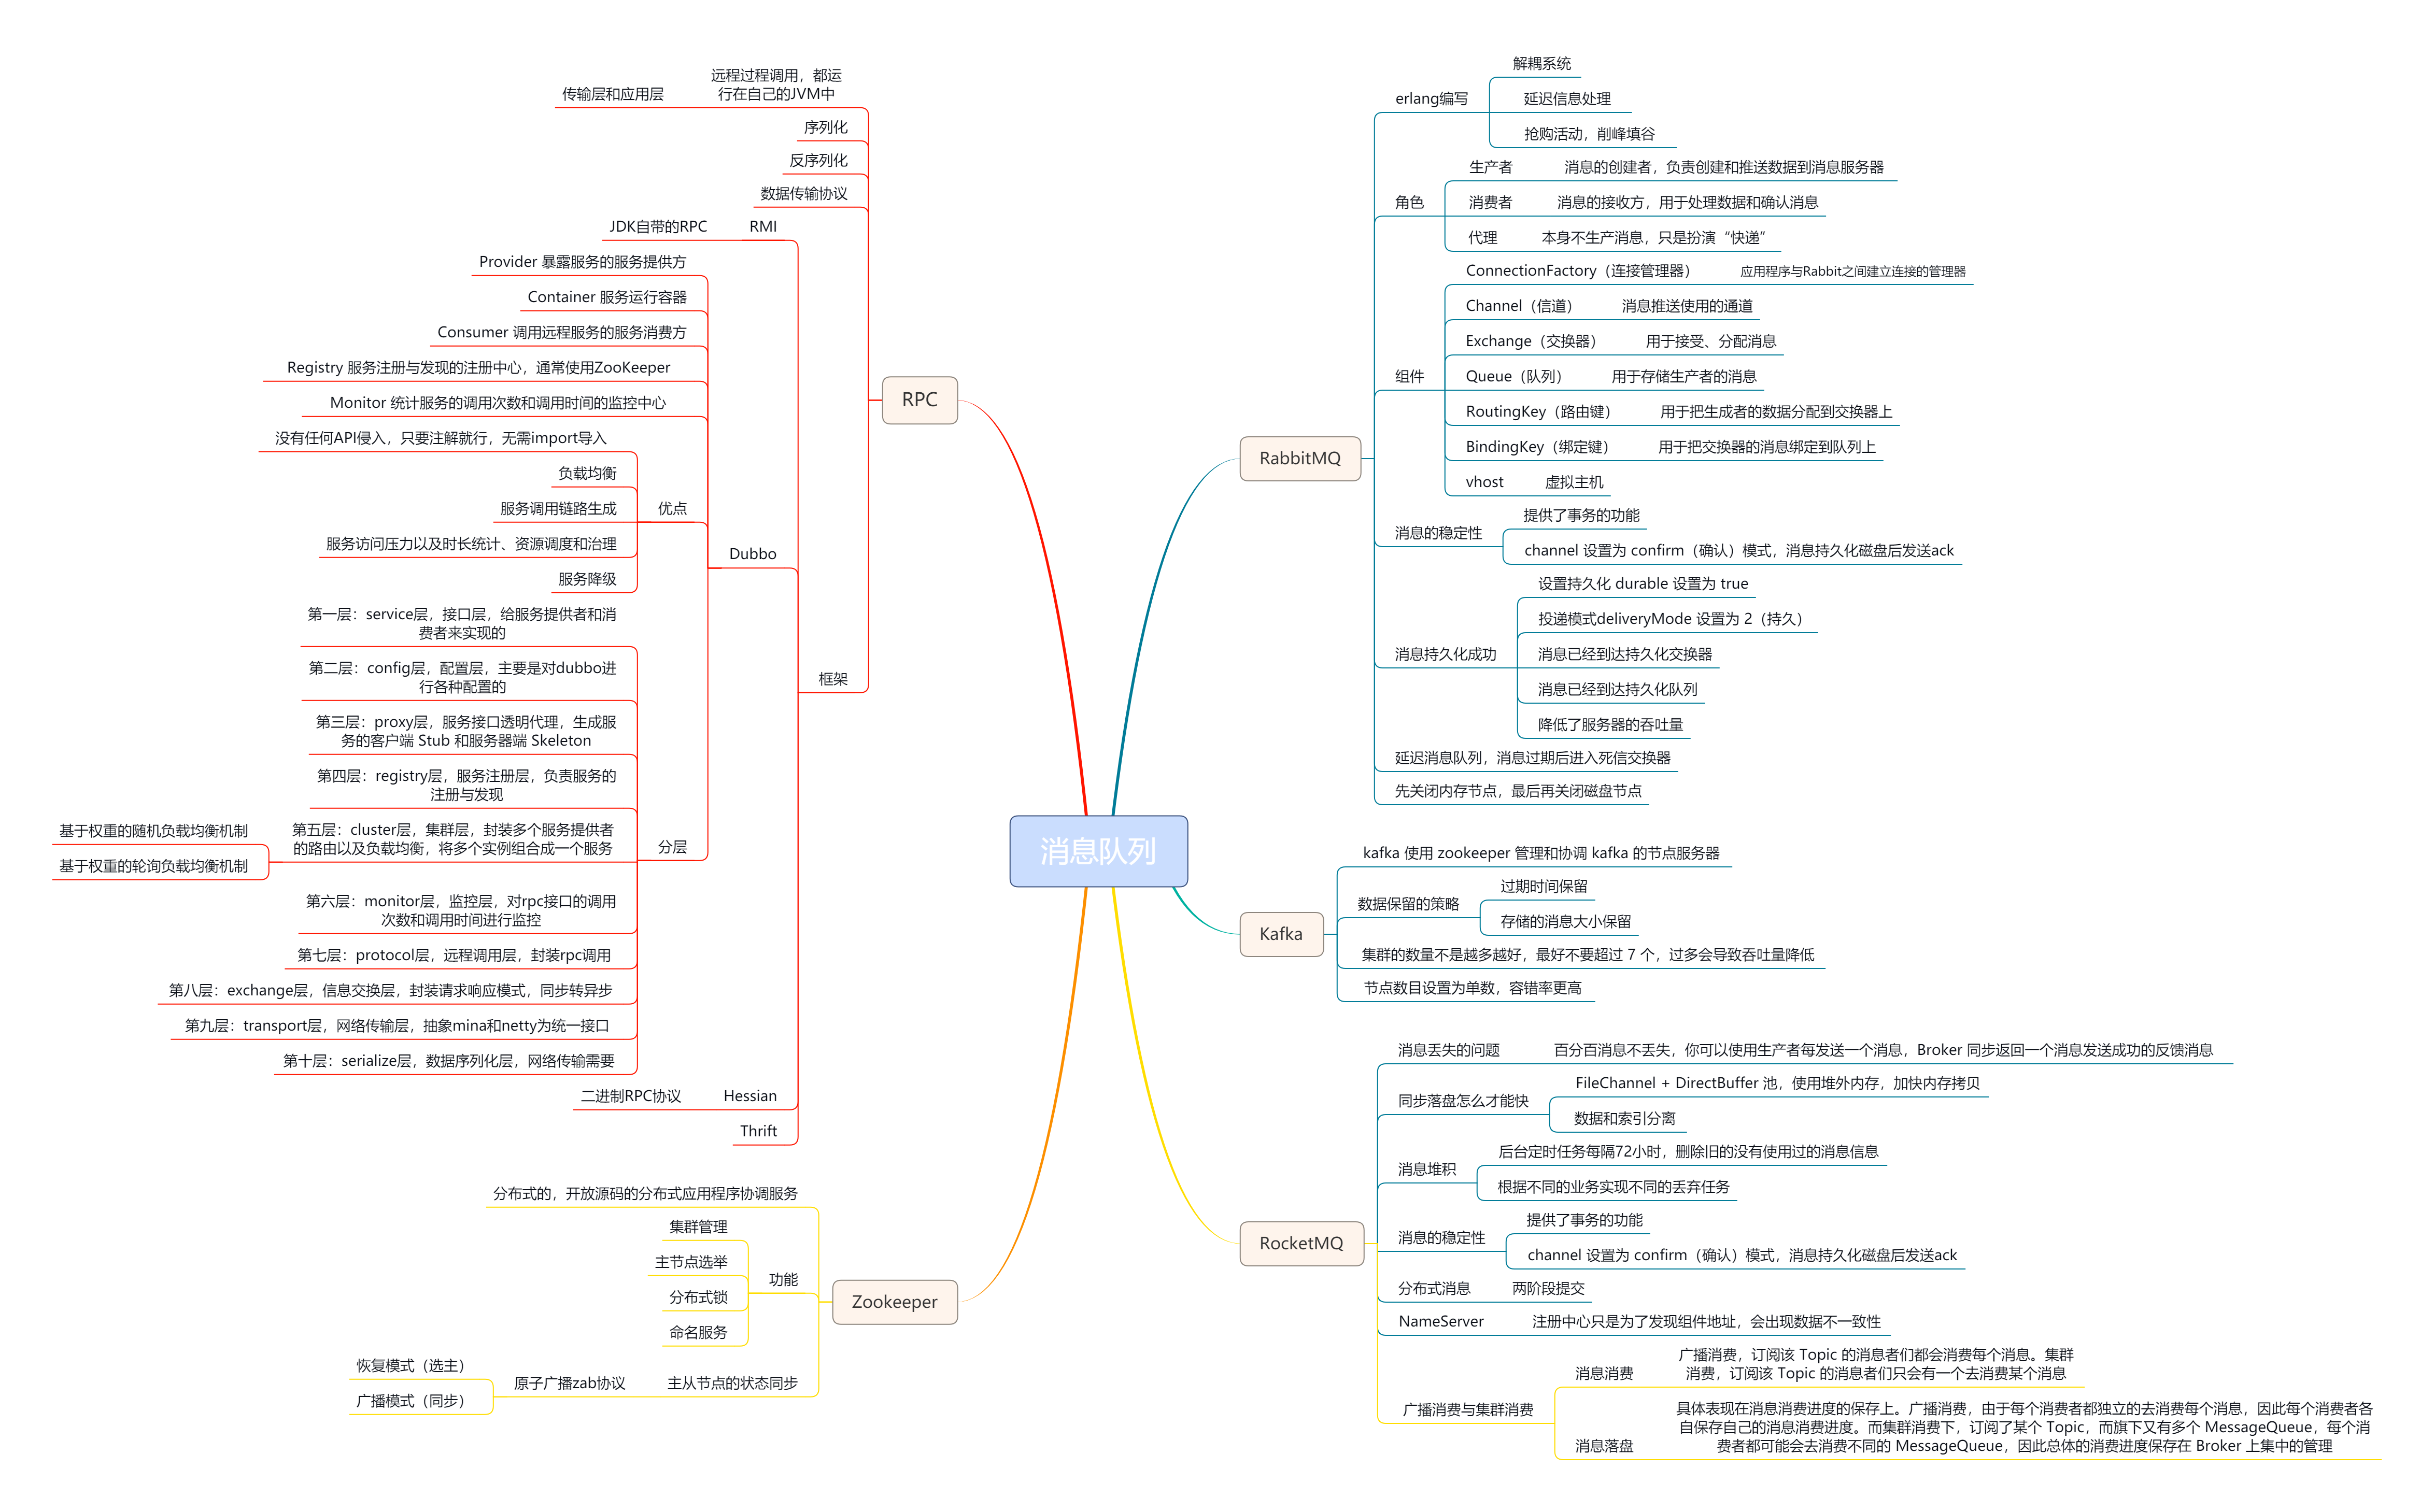 消息队列
RPC
远程过程调用，都运
行在自己的JVM中
传输层和应用层
序列化
反序列化
数据传输协议
框架
RMI
JDK自带的RPC
Dubbo
Provider 暴露服务的服务提供方
Container 服务运行容器
Consumer 调用远程服务的服务消费方
Registry 服务注册与发现的注册中心，通常使用ZooKeeper
Monitor 统计服务的调用次数和调用时间的监控中心
优点
没有任何API侵入，只要注解就行，无需import导入
负载均衡
服务调用链路生成
服务访问压力以及时长统计、资源调度和治理
服务降级
分层
第一层：service层，接口层，给服务提供者和消
费者来实现的
第二层：config层，配置层，主要是对dubbo进
行各种配置的
第三层：proxy层，服务接口透明代理，生成服
务的客户端 Stub 和服务器端 Skeleton
第四层：registry层，服务注册层，负责服务的
注册与发现
第五层：cluster层，集群层，封装多个服务提供者
的路由以及负载均衡，将多个实例组合成一个服务
基于权重的随机负载均衡机制
基于权重的轮询负载均衡机制
第六层：monitor层，监控层，对rpc接口的调用
次数和调用时间进行监控
第七层：protocol层，远程调用层，封装rpc调用
第八层：exchange层，信息交换层，封装请求响应模式，同步转异步
第九层：transport层，网络传输层，抽象mina和netty为统一接口
第十层：serialize层，数据序列化层，网络传输需要
Hessian
二进制RPC协议
Thrift
Zookeeper
分布式的，开放源码的分布式应用程序协调服务
功能
集群管理
主节点选举
分布式锁
命名服务
主从节点的状态同步
原子广播zab协议
恢复模式（选主）
广播模式（同步）
RabbitMQ
erlang编写
解耦系统
延迟信息处理
抢购活动，削峰填谷
角色
生产者
消息的创建者，负责创建和推送数据到消息服务器
消费者
消息的接收方，用于处理数据和确认消息
代理
本身不生产消息，只是扮演“快递”
组件
ConnectionFactory（连接管理器）
应用程序与Rabbit之间建立连接的管理器
Channel（信道）
消息推送使用的通道
Exchange（交换器）
用于接受、分配消息
Queue（队列）
用于存储生产者的消息
RoutingKey（路由键）
用于把生成者的数据分配到交换器上
BindingKey（绑定键）
用于把交换器的消息绑定到队列上
vhost
虚拟主机
消息的稳定性
提供了事务的功能
channel 设置为 confirm（确认）模式，消息持久化磁盘后发送ack
消息持久化成功
设置持久化 durable 设置为 true
投递模式deliveryMode 设置为 2（持久）
消息已经到达持久化交换器
消息已经到达持久化队列
降低了服务器的吞吐量
延迟消息队列，消息过期后进入死信交换器
先关闭内存节点，最后再关闭磁盘节点
Kafka
kafka 使用 zookeeper 管理和协调 kafka 的节点服务器
数据保留的策略
过期时间保留
存储的消息大小保留
集群的数量不是越多越好，最好不要超过 7 个，过多会导致吞吐量降低
节点数目设置为单数，容错率更高
RocketMQ
消息丢失的问题
百分百消息不丢失，你可以使用生产者每发送一个消息，Broker 同步返回一个消息发送成功的反馈消息
同步落盘怎么才能快
FileChannel + DirectBuffer 池，使用堆外内存，加快内存拷贝
数据和索引分离
消息堆积
后台定时任务每隔72小时，删除旧的没有使用过的消息信息
根据不同的业务实现不同的丢弃任务
消息的稳定性
提供了事务的功能
channel 设置为 confirm（确认）模式，消息持久化磁盘后发送ack
分布式消息
两阶段提交
NameServer
注册中心只是为了发现组件地址，会出现数据不一致性
广播消费与集群消费
消息消费
广播消费，订阅该 Topic 的消息者们都会消费每个消息。集群
消费，订阅该 Topic 的消息者们只会有一个去消费某个消息
消息落盘
具体表现在消息消费进度的保存上。广播消费，由于每个消费者都独立的去消费每个消息，因此每个消费者各
自保存自己的消息消费进度。而集群消费下，订阅了某个 Topic，而旗下又有多个 MessageQueue，每个消
费者都可能会去消费不同的 MessageQueue，因此总体的消费进度保存在 Broker 上集中的管理